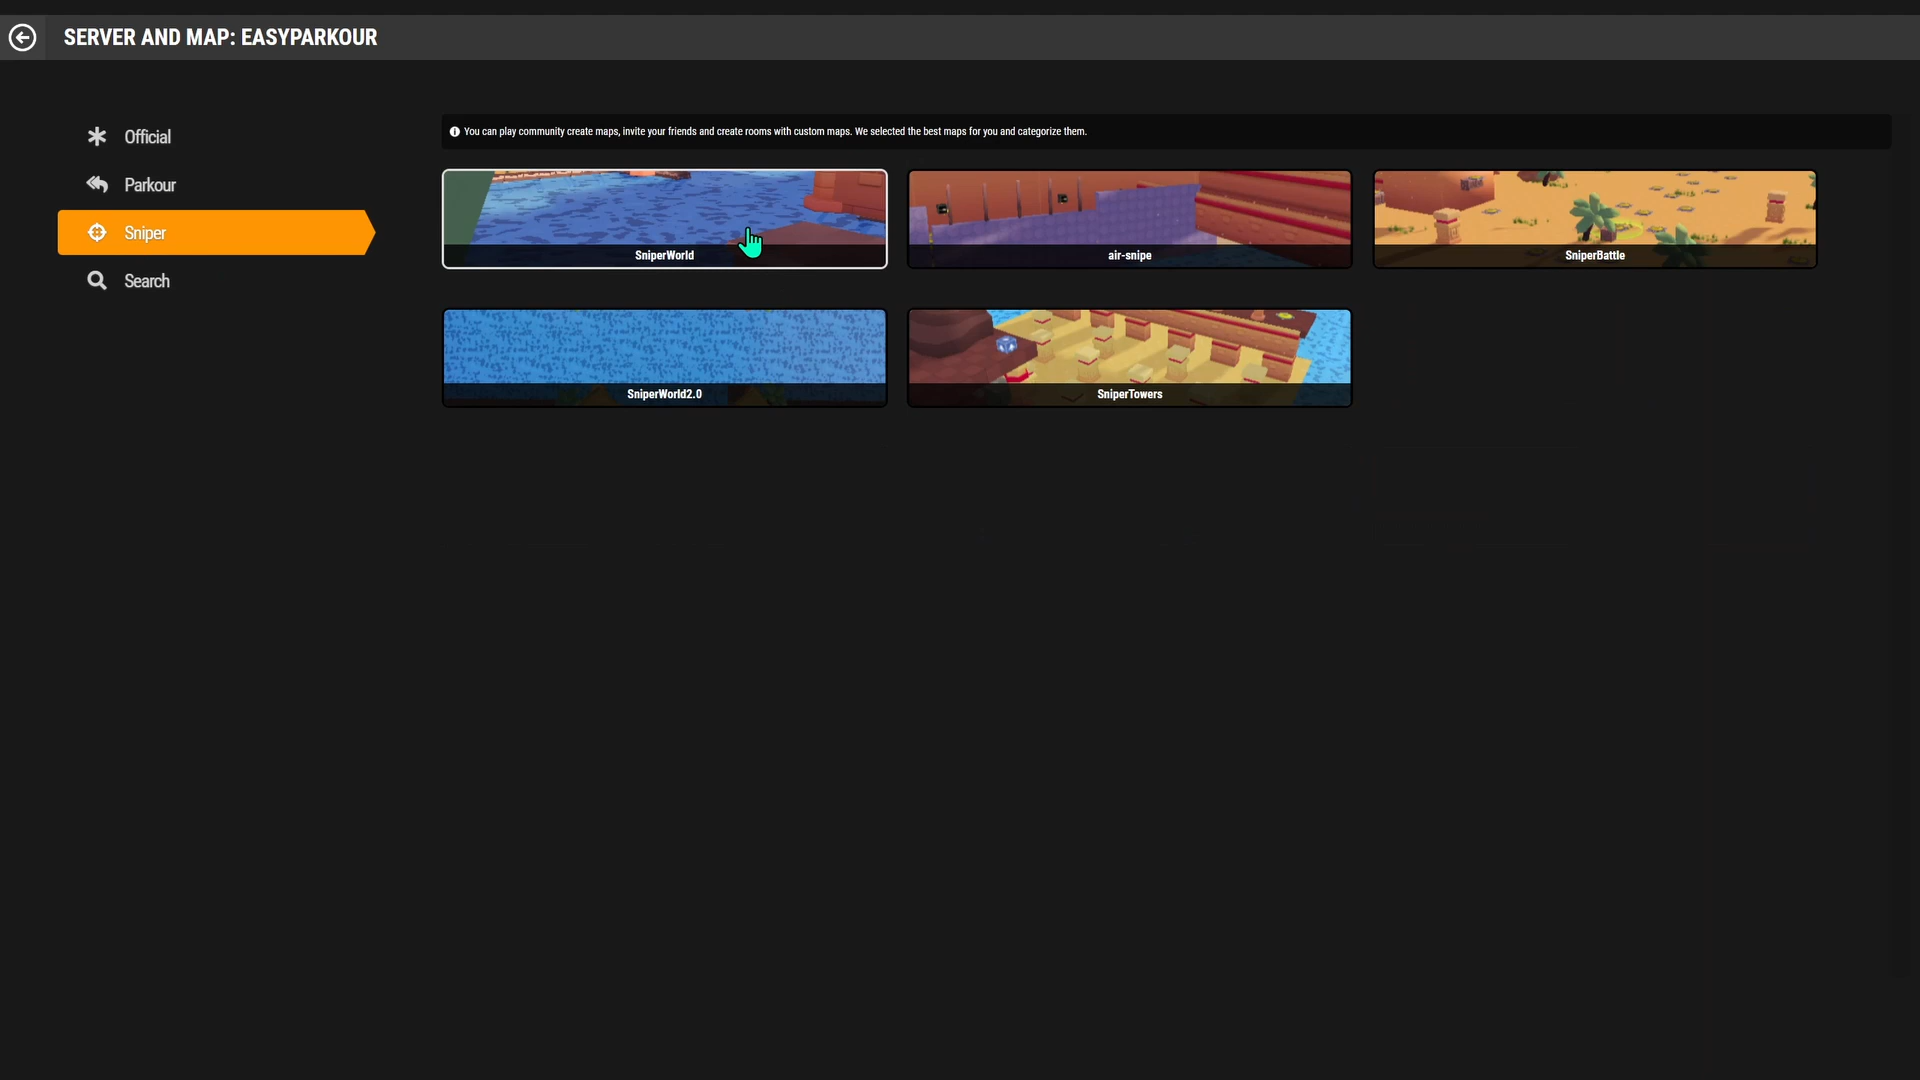 SERVER AND MAP: EASYPARKOUR
Official
Parkour
Sniper
Search
You can play community create maps, invite your friends and create rooms with custom maps. We selected the best maps for you and categorize them.
SniperWorld
air-snipe
SniperBattle
SniperWorld2.0
SniperTowers